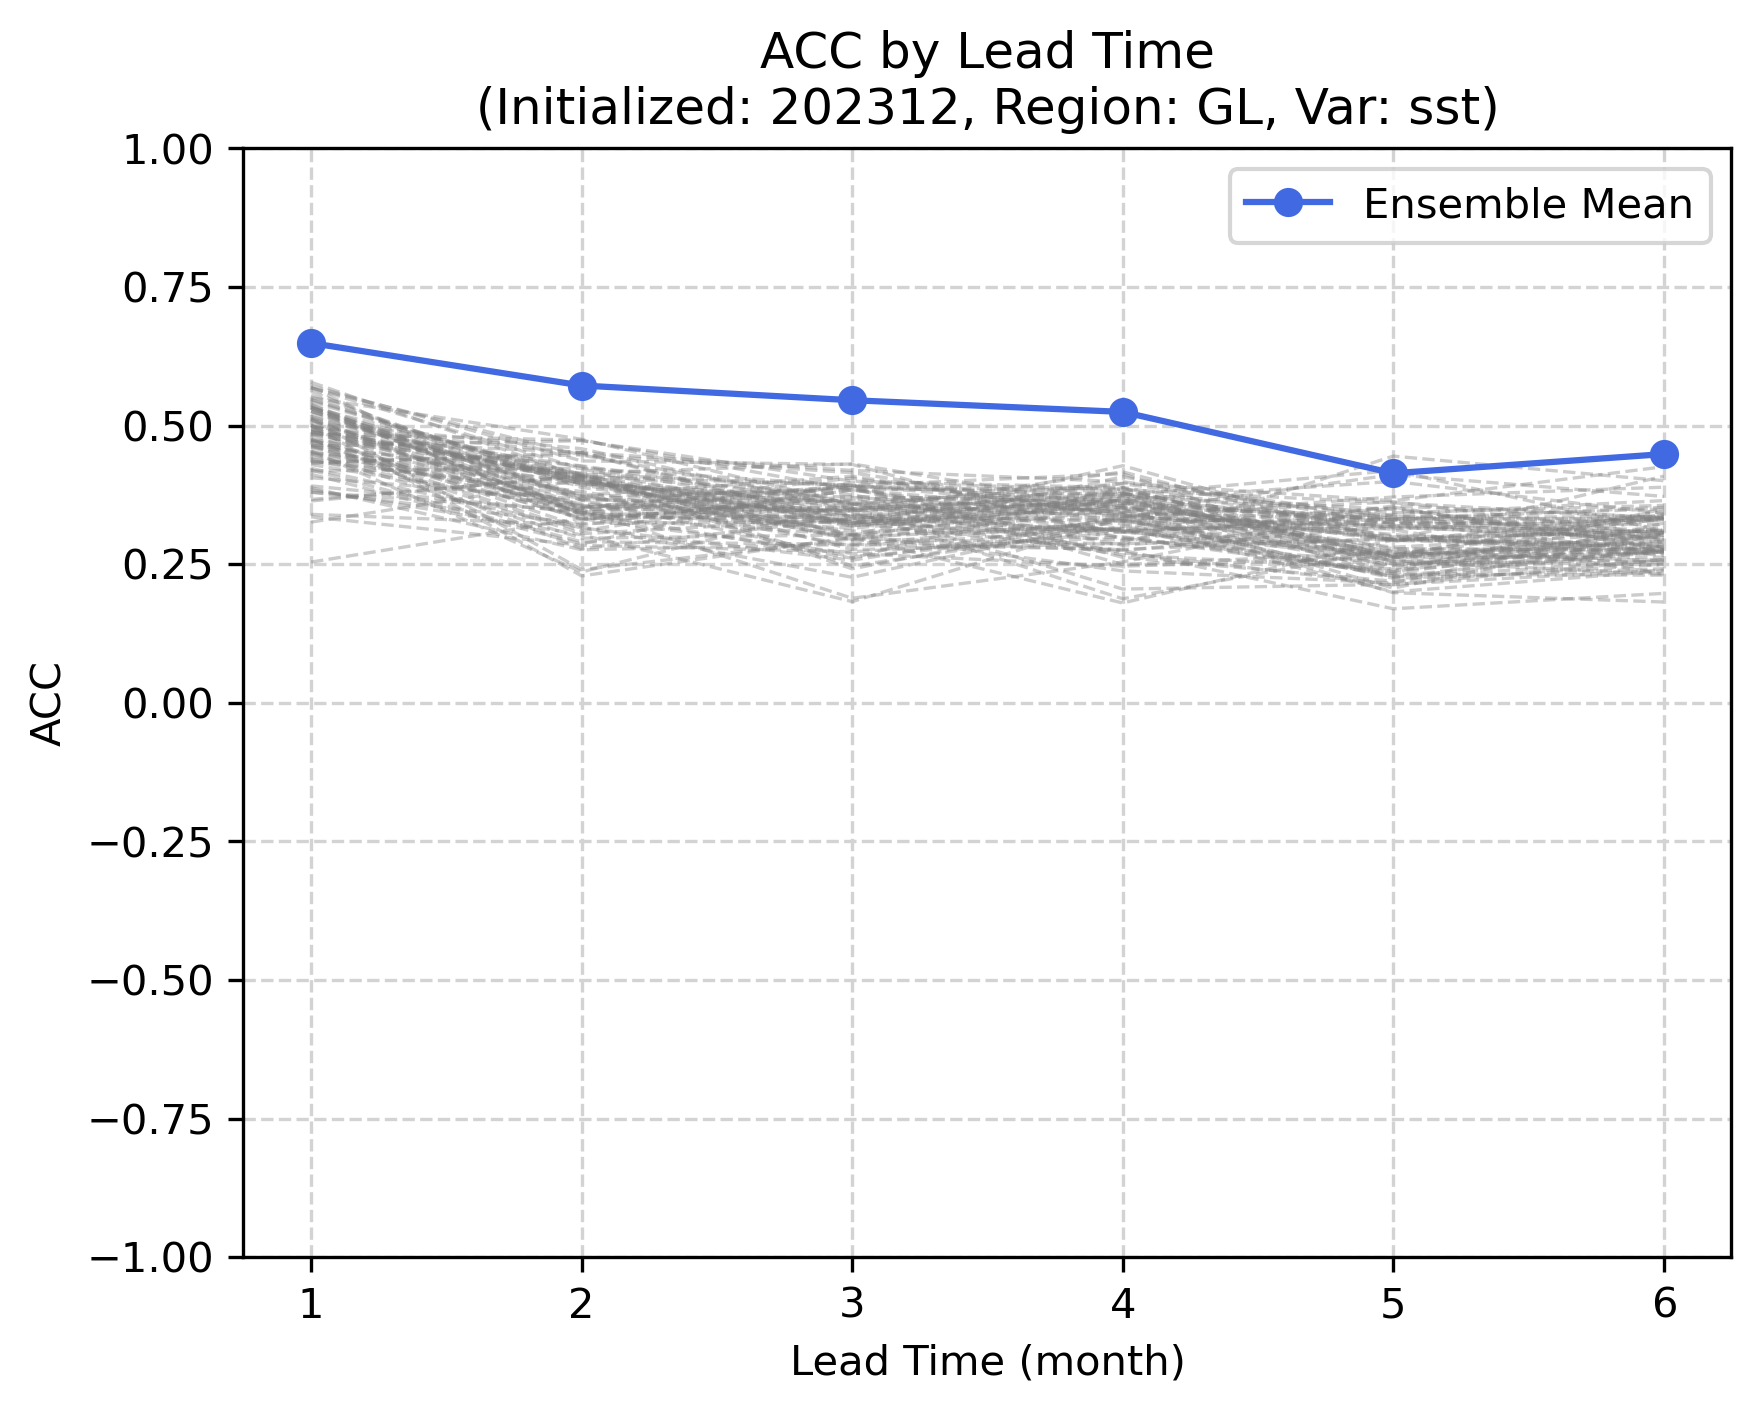 ACC by Lead Time
(Initialized: 202312, Region: GL, Var: sst)
Ensemble Mean
1.00
0.75
0.50
0.25
0.00
−0.25
−0.50
−0.75
−1.00
ACC
1 2 3 4 5 6
Lead Time (month)